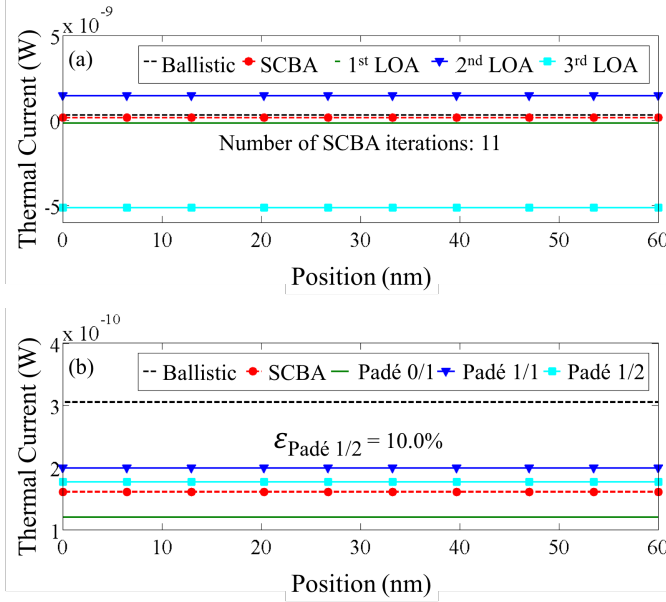 5 x 10⁻⁹
(a)
Ballistic SCBA 1ˢᵗ LOA 2ⁿᵈ LOA 3ʳᵈ LOA
0
Number of SCBA iterations: 11
-5
Thermal Current (W)
0 10 20 30 40 50 60
Position (nm)
4 x 10⁻¹⁰
(b)
Ballistic SCBA Padé 0/1 Padé 1/1 Padé 1/2
3
ε Padé 1/2 = 10.0%
2
1
Thermal Current (W)
0 10 20 30 40 50 60
Position (nm)